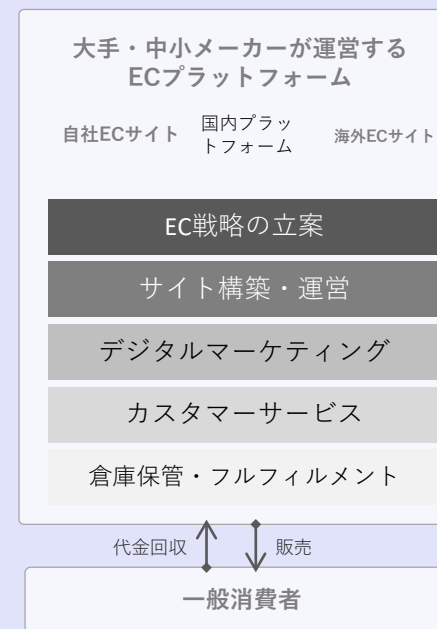 大手・中小メーカーが運営する
ECプラットフォーム
自社ECサイト
国内プラッ
トフォーム
海外ECサイト
EC戦略の立案
サイト構築・運営
デジタルマーケティング
カスタマーサービス
倉庫保管・フルフィルメント
代金回収
販売
一般消費者